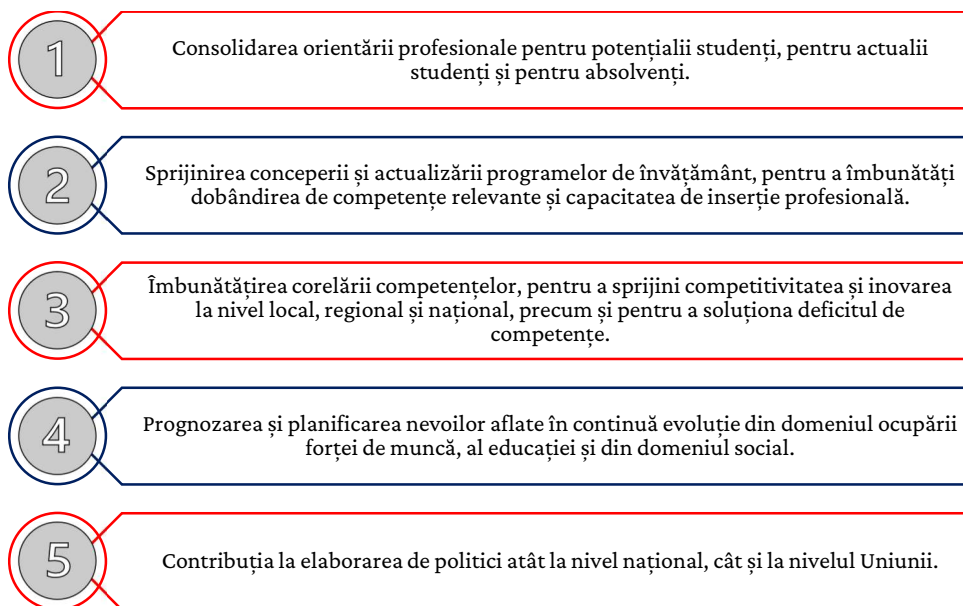 1
Consolidarea orientării profesionale pentru potențialii studenți, pentru actualii
studenți și pentru absolvenți.
2
Sprijinirea conceperii și actualizării programelor de învățământ, pentru a îmbunătăți
dobândirea de competențe relevante și capacitatea de inserție profesională.
3
Îmbunătățirea corelării competențelor, pentru a sprijini competitivitatea și inovarea
la nivel local, regional și național, precum și pentru a soluționa deficitul de
competențe.
4
Prognozarea și planificarea nevoilor aflate în continuă evoluție din domeniul ocupării
forței de muncă, al educației și din domeniul social.
5
Contribuția la elaborarea de politici atât la nivel național, cât și la nivelul Uniunii.